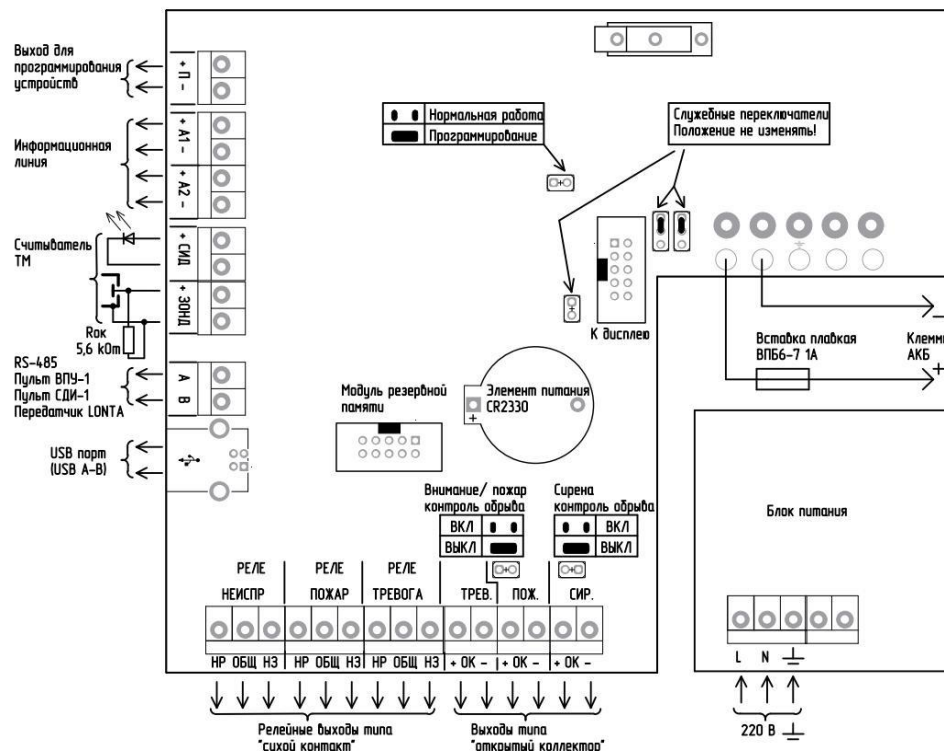 Выход для
программирования
устройств
+ П -
Информационная
линия
+ А1 -
+ А2 -
Считыватель
ТМ
+ СИД
+ ЗОНД
Rок
5,6 кОм
RS-485
Пульт ВПУ-1
Пульт СДИ-1
Передатчик LONTA
А
В
USB порт
(USB A-B)
Нормальная работа
Программирование
Служебные переключатели
Положение не изменять!
К дисплею
Вставка плавкая
ВПБ6-7 1А
Клемм
АКБ
-
+
Модуль резервной
памяти
Элемент питания
CR2330
+
Внимание/ пожар
контроль обрыва
ВКЛ
ВЫКЛ
Сирена
контроль обрыва
ВКЛ
ВЫКЛ
Блок питания
РЕЛЕ РЕЛЕ РЕЛЕ
НЕИСПР ПОЖАР ТРЕВОГА ТРЕВ. ПОЖ. СИР.
НР ОБЩ НЗ НР ОБЩ НЗ НР ОБЩ НЗ + ОК - + ОК - + ОК -
Релейные выходы типа
"сухой контакт"
Выходы типа
"открытый коллектор"
L N
220 В